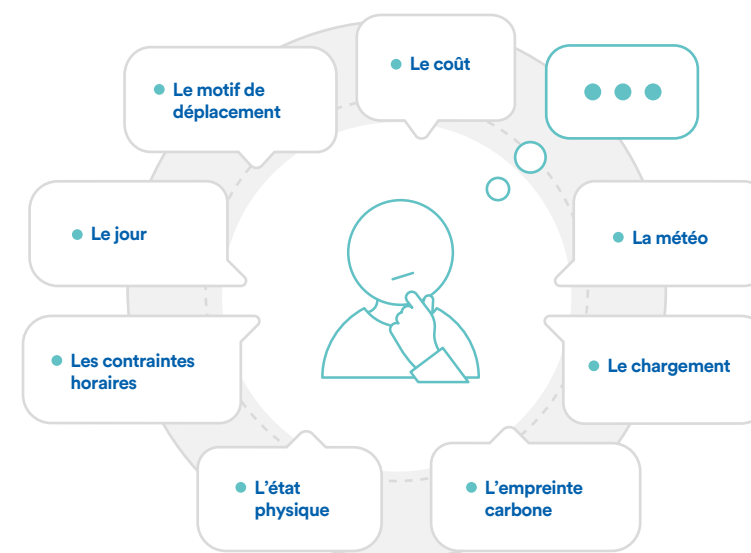 Le coût
Le motif de
déplacement
Le jour
La météo
Les contraintes
horaires
Le chargement
L’état
physique
L’empreinte
carbone